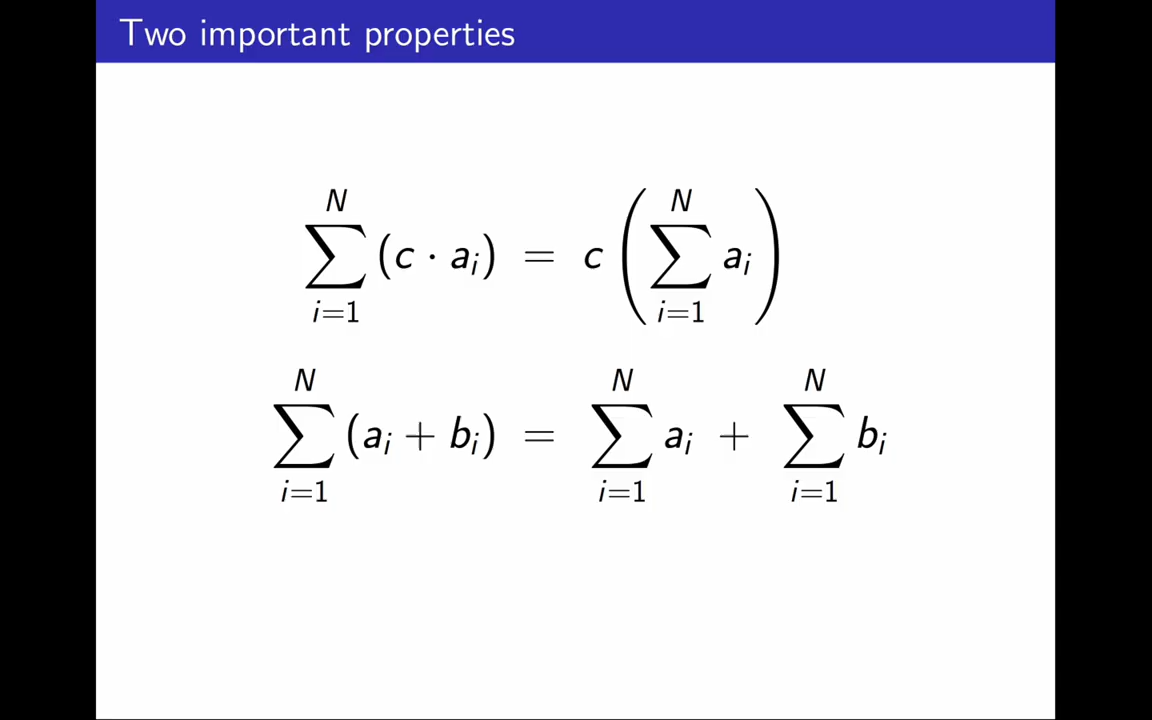 Two important properties
$\sum_{i=1}^{N} (c \cdot a_i) = c \left( \sum_{i=1}^{N} a_i \right)$
$\sum_{i=1}^{N} (a_i + b_i) = \sum_{i=1}^{N} a_i + \sum_{i=1}^{N} b_i$